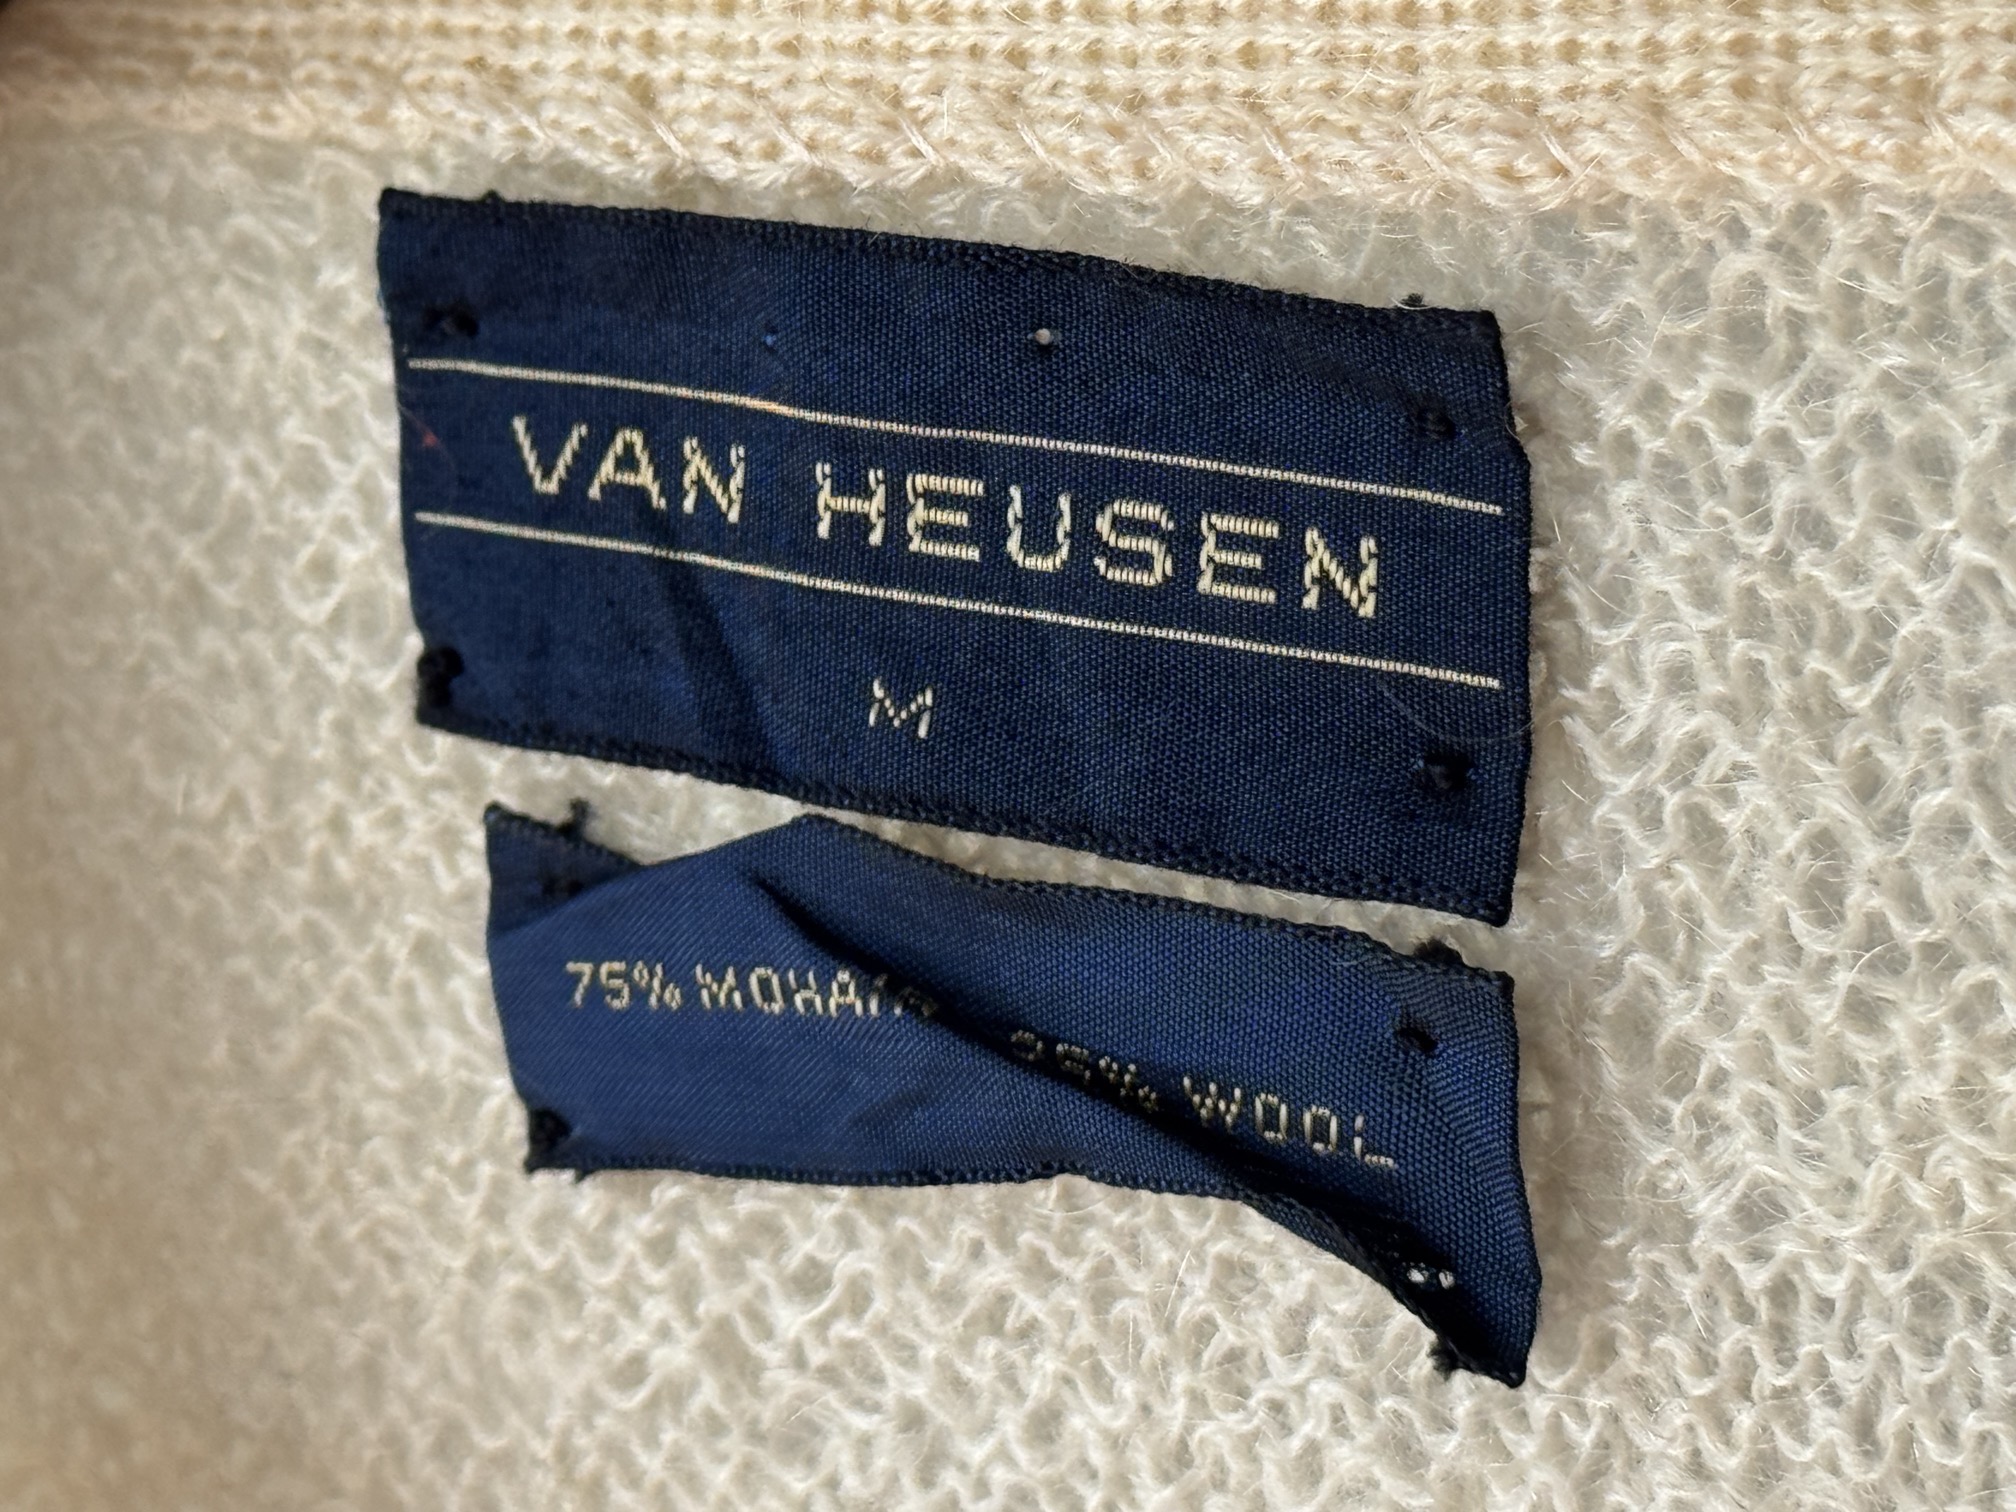 VAN HEUSEN
M
75% MOHAIR 25% WOOL